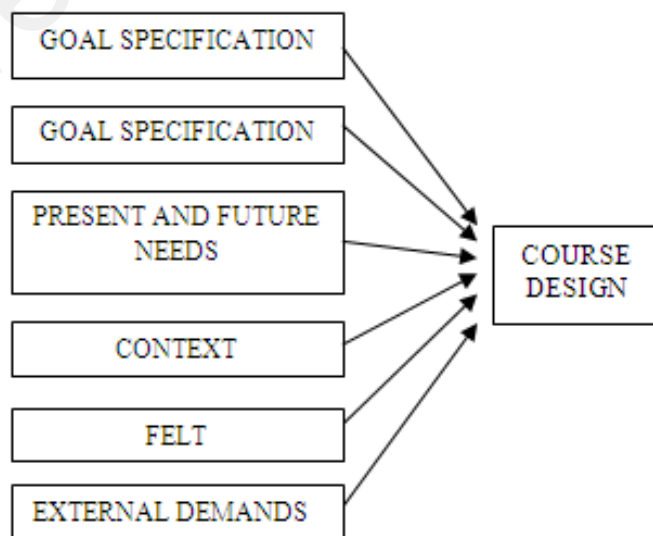 GOAL SPECIFICATION
GOAL SPECIFICATION
PRESENT AND FUTURE
NEEDS
COURSE
DESIGN
CONTEXT
FELT
EXTERNAL DEMANDS